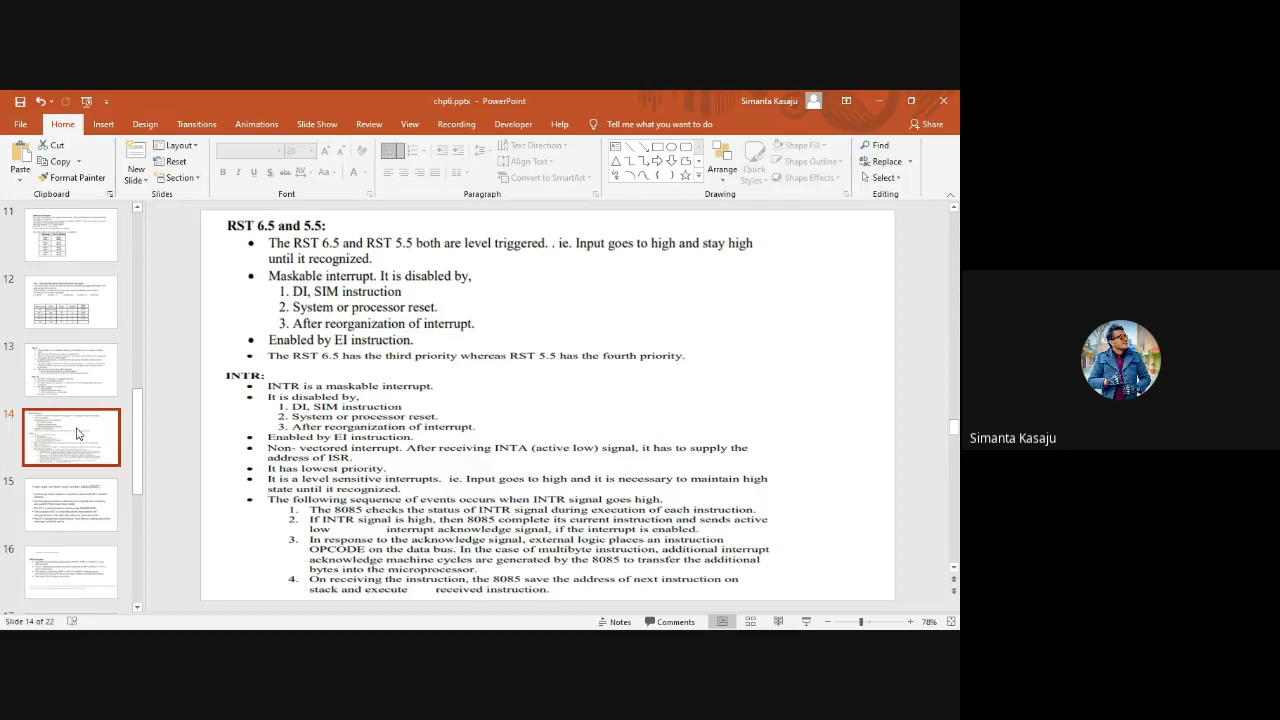 chp6.pptx - PowerPoint
Simanta Kasaju
File Home Insert Design Transitions Animations Slide Show Review View Recording Developer Help Tell me what you want to do Share
Paste
Cut
Copy
Format Painter
Clipboard
New Slide
Layout
Reset
Section
Slides
28
Font
Paragraph
Text Direction
Align Text
Convert to SmartArt
Arrange
Quick Styles
Shape Fill
Shape Outline
Shape Effects
Drawing
Find
Replace
Select
Editing
11
12
13
14
15
16
RST 6.5 and 5.5:
• The RST 6.5 and RST 5.5 both are level triggered. . ie. Input goes to high and stay high
until it recognized.
• Maskable interrupt. It is disabled by,
1. DI, SIM instruction
2. System or processor reset.
3. After reorganization of interrupt.
• Enabled by EI instruction.
• The RST 6.5 has the third priority whereas RST 5.5 has the fourth priority.
INTR:
• INTR is a maskable interrupt.
• It is disabled by,
1. DI, SIM instruction
2. System or processor reset.
3. After reorganization of interrupt.
• Enabled by EI instruction.
• Non- vectored interrupt. After receiving INTA (active low) signal, it has to supply the
address of ISR.
• It has lowest priority.
• It is a level sensitive interrupts. ie. Input goes to high and it is necessary to maintain high
state until it recognized.
• The following sequence of events occurs when INTR signal goes high.
1. The 8085 checks the status of INTR signal during execution of each instruction.
2. If INTR signal is high, then 8085 complete its current instruction and sends active
low interrupt acknowledge signal, if the interrupt is enabled.
3. In response to the acknowledge signal, external logic places an instruction
OPCODE on the data bus. In the case of multibyte instruction, additional interrupt
acknowledge machine cycles are generated by the 8085 to transfer the additional
bytes into the microprocessor.
4. On receiving the instruction, the 8085 save the address of next instruction on
stack and execute received instruction.
Slide 14 of 22
Notes
Comments
78%
Simanta Kasaju